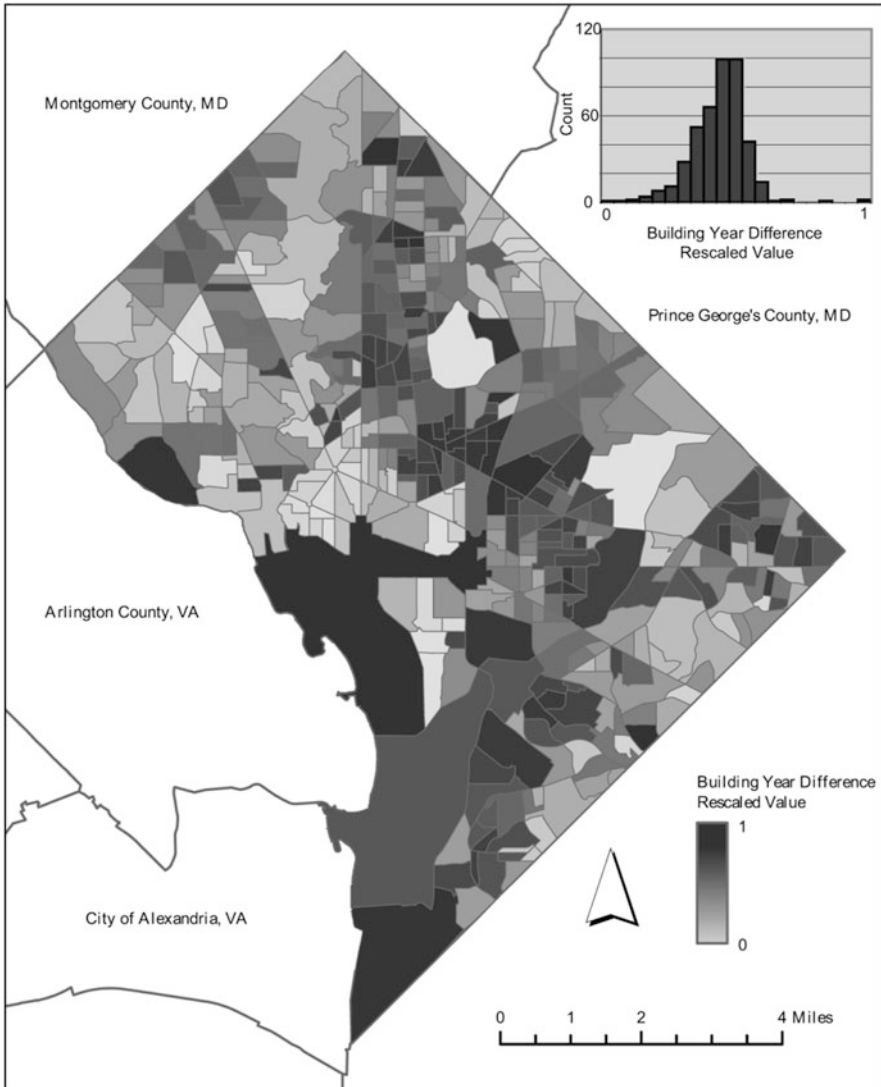 120
Montgomery County, MD
Count
60
0
0
1
Building Year Difference
Rescaled Value
Prince George's County, MD
Arlington County, VA
Building Year Difference
Rescaled Value
1
City of Alexandria, VA
0
0
1
2
4 Miles